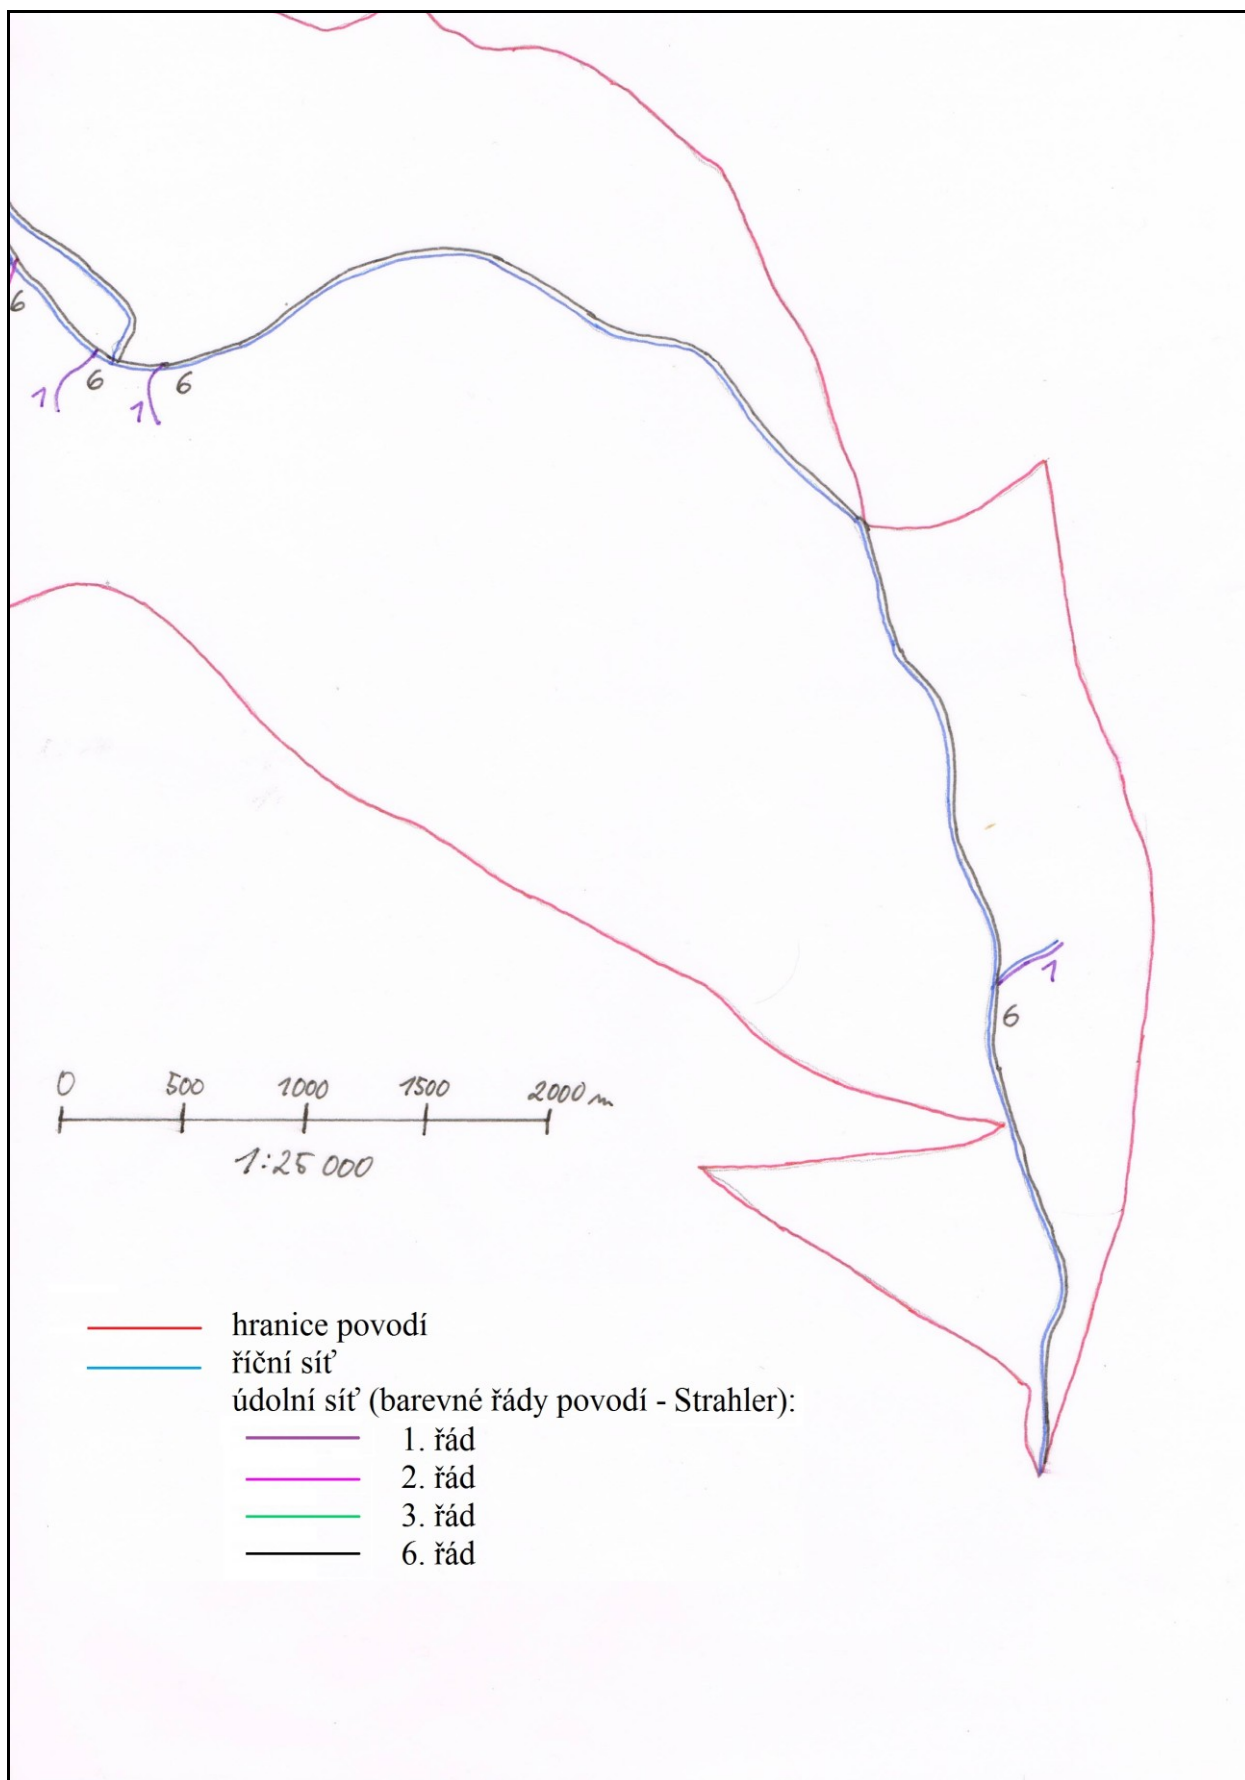 6
1
6
1
6
1
6
0 500 1000 1500 2000 m
1:25 000
hranice povodí
říční síť
údolní síť (barevné řády povodí - Strahler):
1. řád
2. řád
3. řád
6. řád